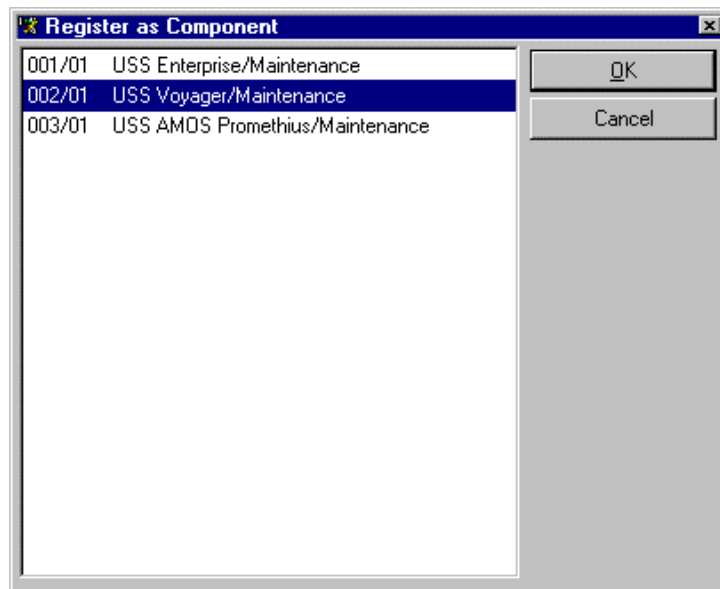 Register as Component
001/01 USS Enterprise/Maintenance
002/01 USS Voyager/Maintenance
003/01 USS AMOS Promethius/Maintenance
OK
Cancel